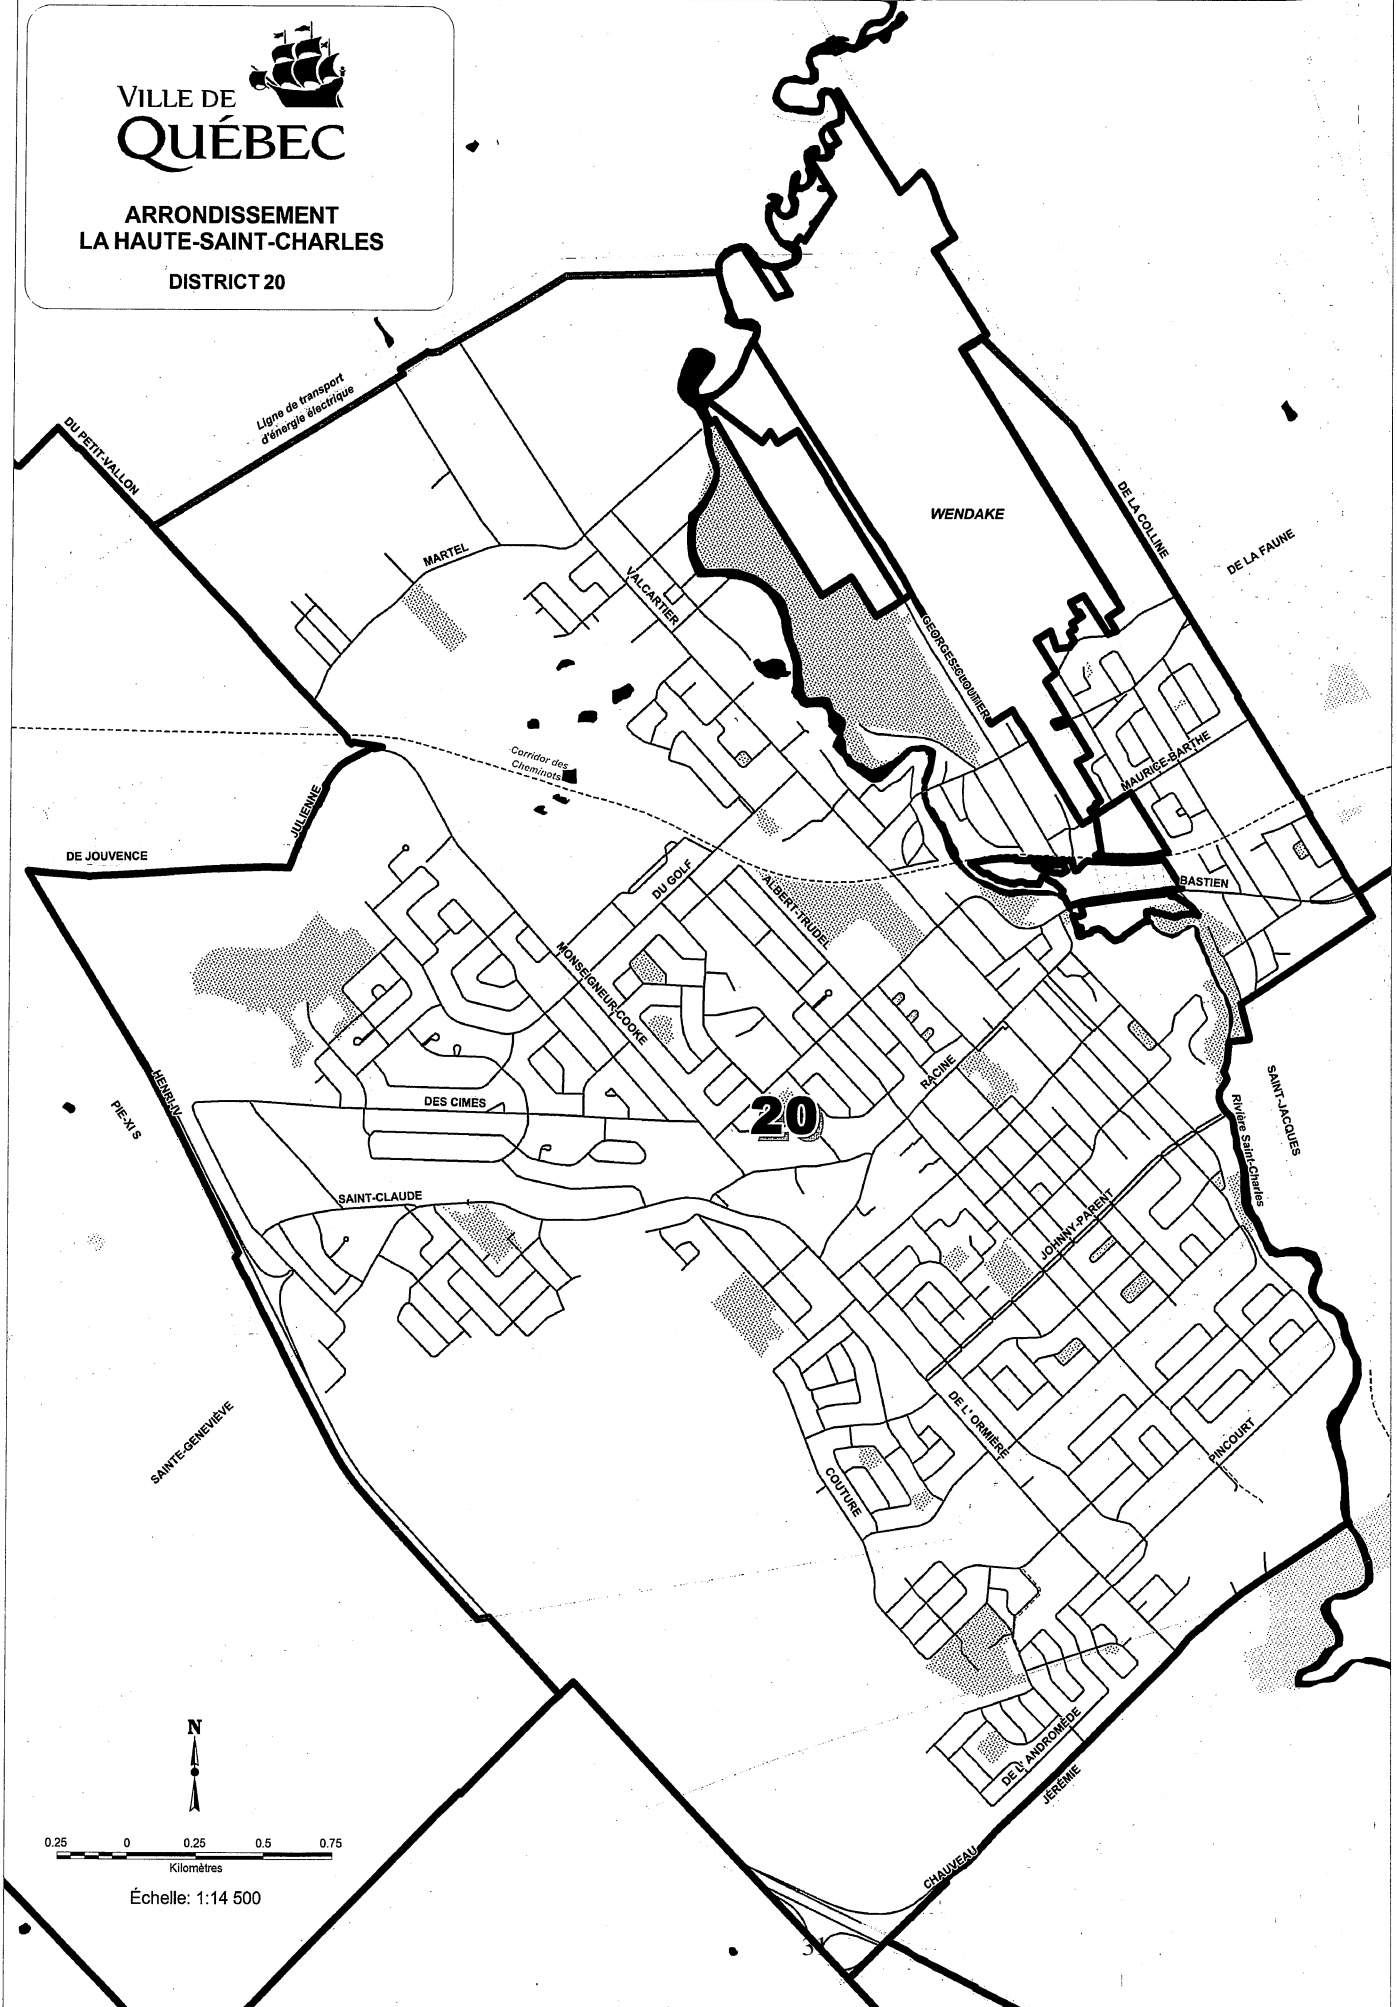 VILLE DE
QUÉBEC
ARRONDISSEMENT
LA HAUTE-SAINT-CHARLES
DISTRICT 20
Ligne de transport
d'énergie électrique
DU PETIT-VALLON
WENDAKE
DE LA COLLINE
DE LA FAUNE
MARTEL
VALCARTIER
GEORGES-CLOUTIER
Corridor des
Cheminots
MAURICE-BARTHE
JULIENNE
DE JOUVENCE
DU GOLF
ALBERT-TRUDEL
BASTIEN
MONSEIGNEUR-COOKE
RACINE
HENRI-IV
PIE-XI S
DES CIMES
20
SAINT-JACQUES
Rivière Saint-Charles
SAINT-CLAUDE
JOHNNY-PARENT
SAINTE-GENEVIÈVE
DE L'ORMIÈRE
PINCOURT
COUTURE
DE L'ANDROMÈDE
JÉRÉMIE
CHAUVEAU
N
0.25 0 0.25 0.5 0.75
Kilomètres
Échelle: 1:14 500